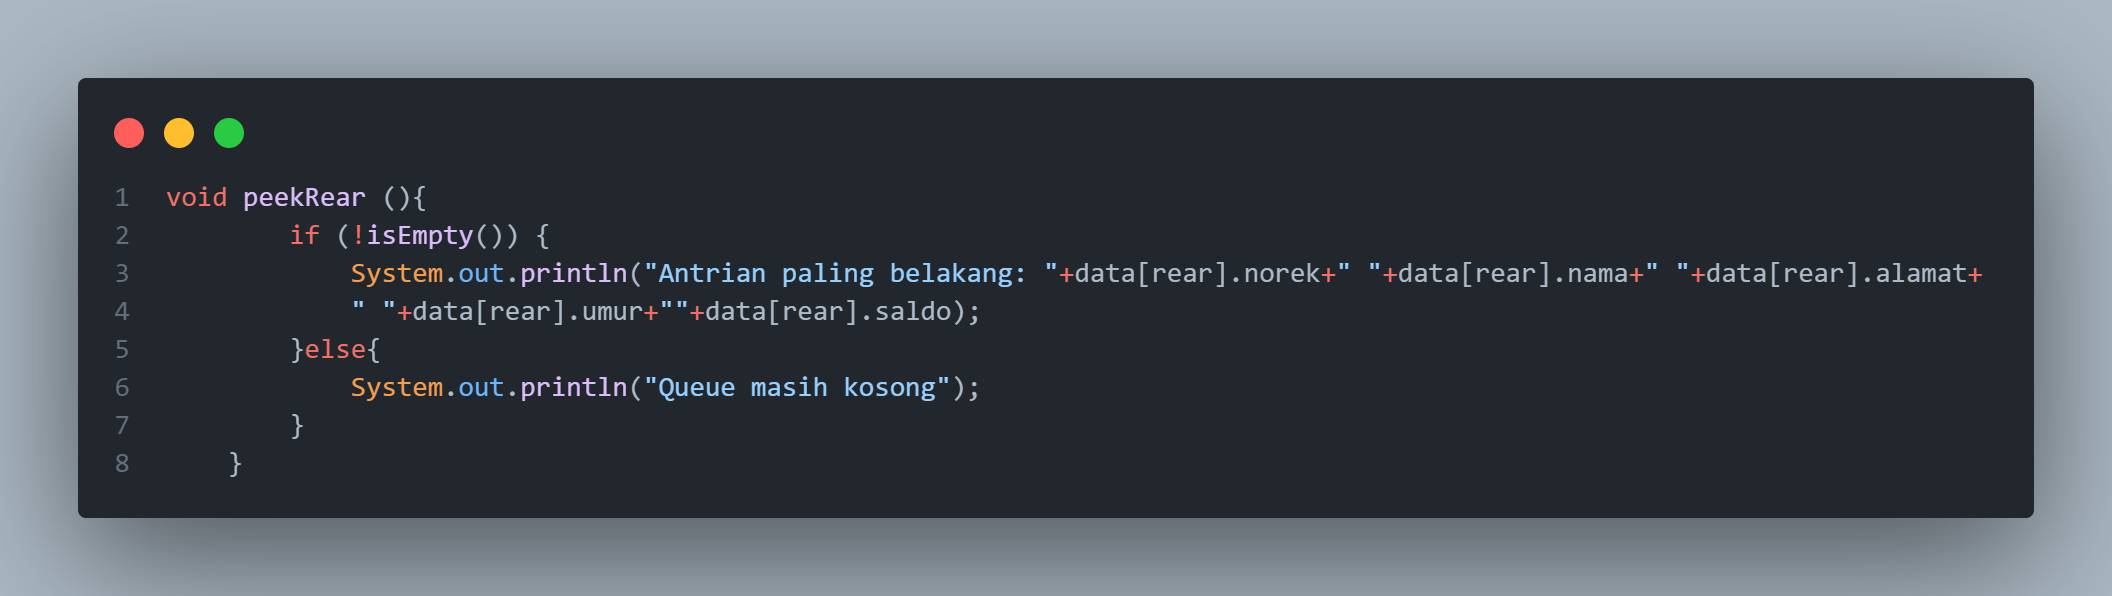 1 void peekRear (){
2         if (!isEmpty()) {
3             System.out.println("Antrian paling belakang: "+data[rear].norek+" "+data[rear].nama+" "+data[rear].alamat+
4             " "+data[rear].umur+""+data[rear].saldo);
5         }else{
6             System.out.println("Queue masih kosong");
7         }
8     }